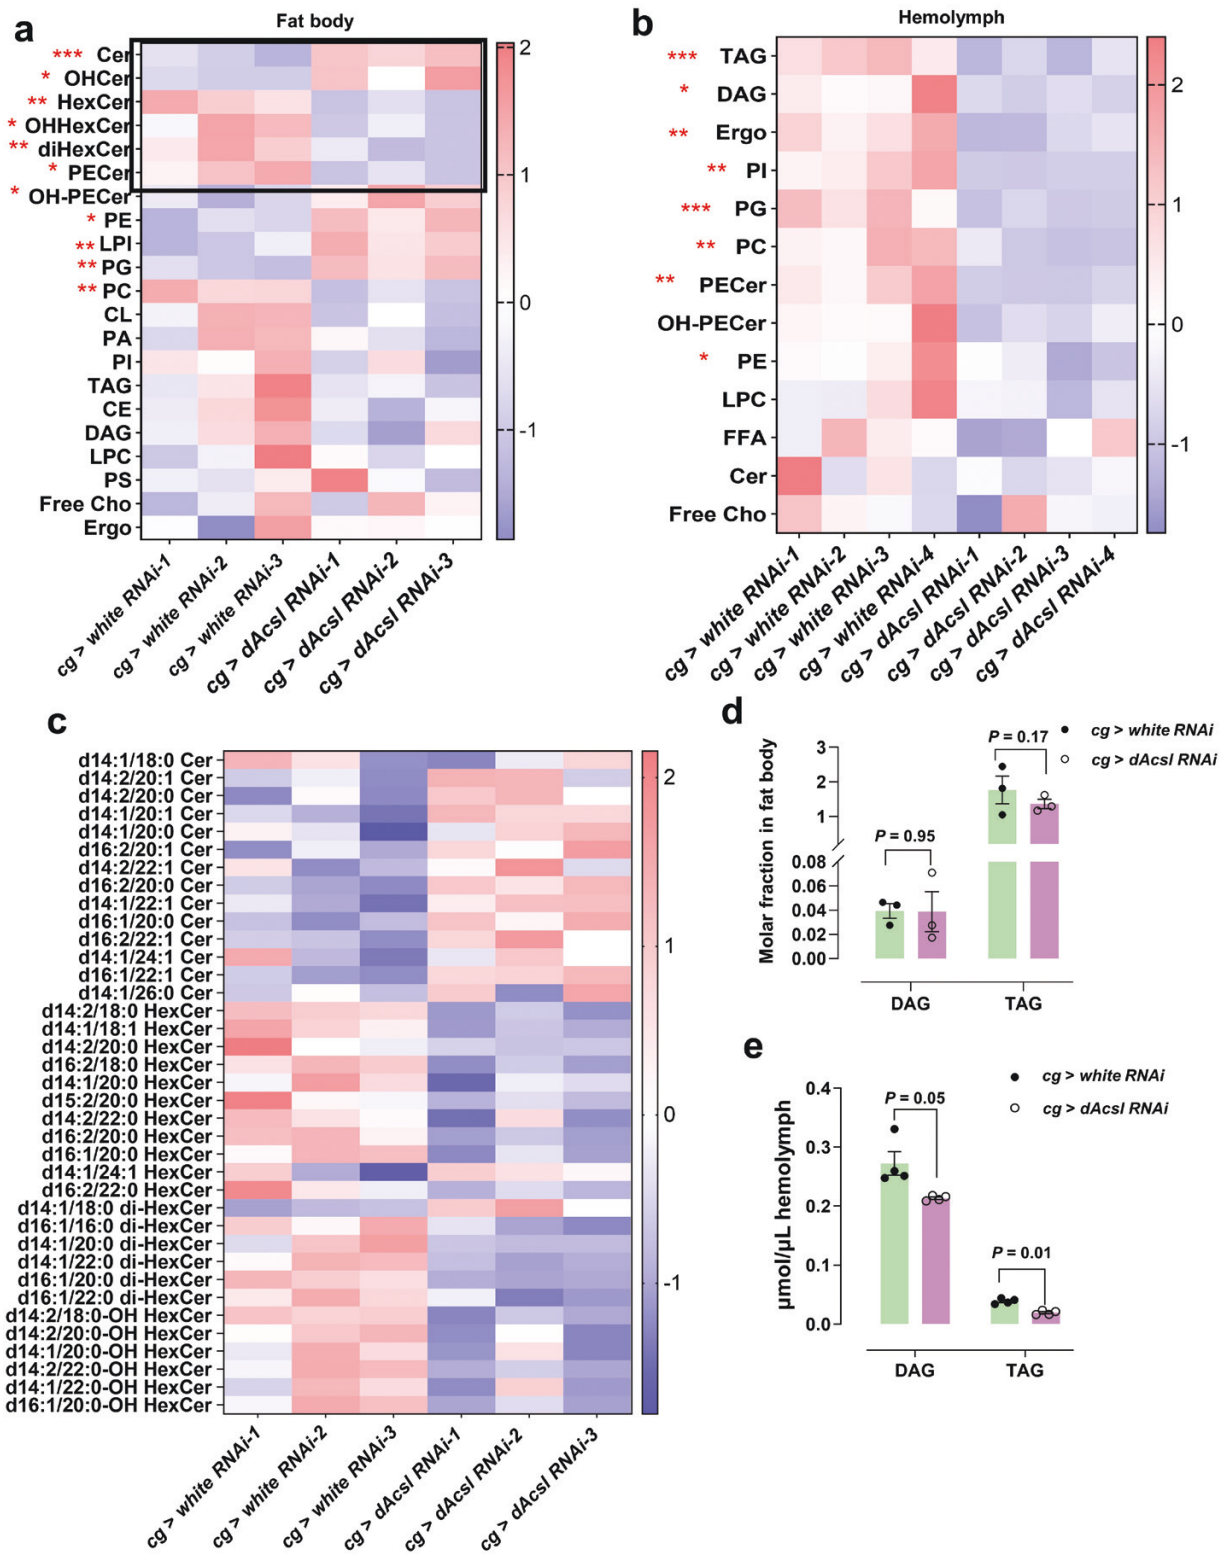 a
Fat body
*** Cer
* OHCer
** HexCer
* OHHexCer
** diHexCer
* PECer
* OH-PECer
* PE
** LPI
** PG
** PC
CL
PA
PI
TAG
CE
DAG
LPC
PS
Free Cho
Ergo
2
1
0
-1
cg > white RNAi-1
cg > white RNAi-2
cg > white RNAi-3
cg > dAcsl RNAi-1
cg > dAcsl RNAi-2
cg > dAcsl RNAi-3
b
Hemolymph
*** TAG
* DAG
** Ergo
** PI
*** PG
** PC
** PECer
OH-PECer
* PE
LPC
FFA
Cer
Free Cho
2
1
0
-1
cg > white RNAi-1
cg > white RNAi-2
cg > white RNAi-3
cg > white RNAi-4
cg > dAcsl RNAi-1
cg > dAcsl RNAi-2
cg > dAcsl RNAi-3
cg > dAcsl RNAi-4
c
d14:1/18:0 Cer
d14:2/20:1 Cer
d14:2/20:0 Cer
d14:1/20:1 Cer
d14:1/20:0 Cer
d16:2/20:1 Cer
d14:2/22:1 Cer
d16:2/20:0 Cer
d14:1/22:1 Cer
d16:1/20:0 Cer
d16:2/22:1 Cer
d14:1/24:1 Cer
d16:1/22:1 Cer
d14:1/26:0 Cer
d14:2/18:0 HexCer
d14:1/18:1 HexCer
d14:2/20:0 HexCer
d16:2/18:0 HexCer
d14:1/20:0 HexCer
d15:2/20:0 HexCer
d14:2/22:0 HexCer
d16:2/20:0 HexCer
d16:1/20:0 HexCer
d14:1/24:1 HexCer
d16:2/22:0 HexCer
d14:1/18:0 di-HexCer
d16:1/16:0 di-HexCer
d14:1/20:0 di-HexCer
d14:1/22:0 di-HexCer
d16:1/20:0 di-HexCer
d16:1/22:0 di-HexCer
d14:2/18:0-OH HexCer
d14:2/20:0-OH HexCer
d14:1/20:0-OH HexCer
d14:2/22:0-OH HexCer
d14:1/22:0-OH HexCer
d16:1/20:0-OH HexCer
2
1
0
-1
cg > white RNAi-1
cg > white RNAi-2
cg > white RNAi-3
cg > dAcsl RNAi-1
cg > dAcsl RNAi-2
cg > dAcsl RNAi-3
d
cg > white RNAi
cg > dAcsl RNAi
Molar fraction in fat body
3
2
1
0.08
0.06
0.04
0.02
0.00
P = 0.95
P = 0.17
DAG
TAG
e
cg > white RNAi
cg > dAcsl RNAi
μmol/μL hemolymph
0.4
0.3
0.2
0.1
0.0
P = 0.05
P = 0.01
DAG
TAG